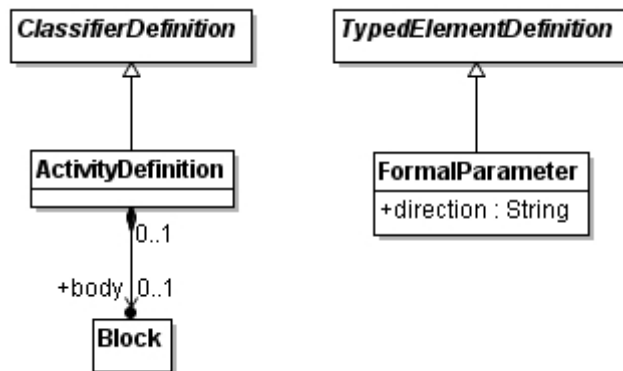 ClassifierDefinition
TypedElementDefinition
ActivityDefinition
FormalParameter
+direction : String
0..1
+body 0..1
Block